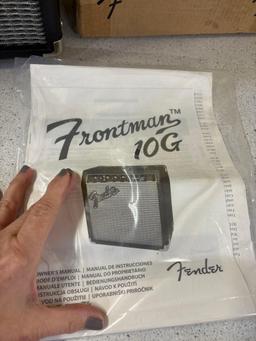 Frontman™
10G
Fender
OWNER'S MANUAL | MANUAL DE INSTRUCCIONES
MODE D'EMPLOI | MANUAL DO PROPRIETÁRIO
MANUALE UTENTE | BEDIENUNGSHANDBUCH
INSTRUKCJA OBSŁUGI | NÁVOD K POUŽITÍ
NÁVOD NA POUŽITIE | UPORABNIŠKI PRIROČNIK
Fender